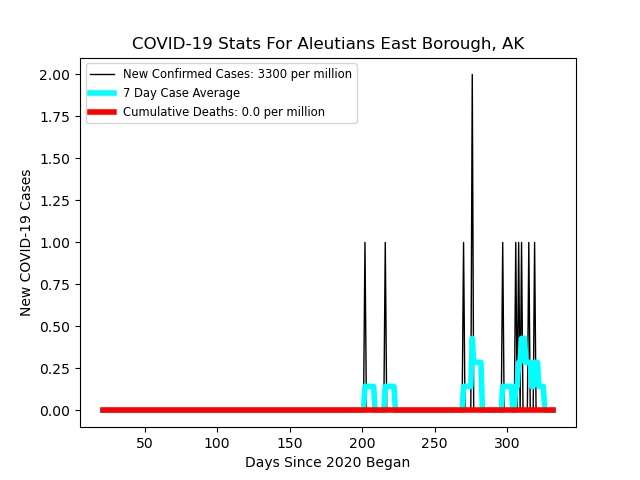 COVID-19 Stats For Aleutians East Borough, AK
New Confirmed Cases: 3300 per million
7 Day Case Average
Cumulative Deaths: 0.0 per million
New COVID-19 Cases
2.00
1.75
1.50
1.25
1.00
0.75
0.50
0.25
0.00
50 100 150 200 250 300
Days Since 2020 Began